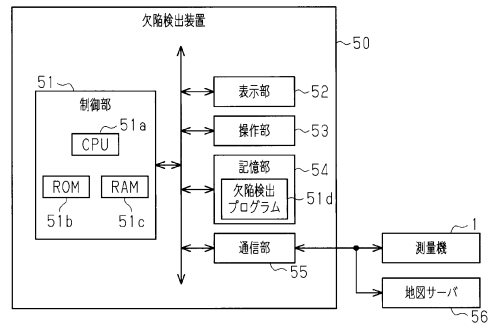 欠陥検出装置
50
51
制御部
51a
CPU
ROM
RAM
51b
51c
表示部
52
操作部
53
記憶部
54
欠陥検出
プログラム
51d
通信部
55
1
測量機
地図サーバ
56